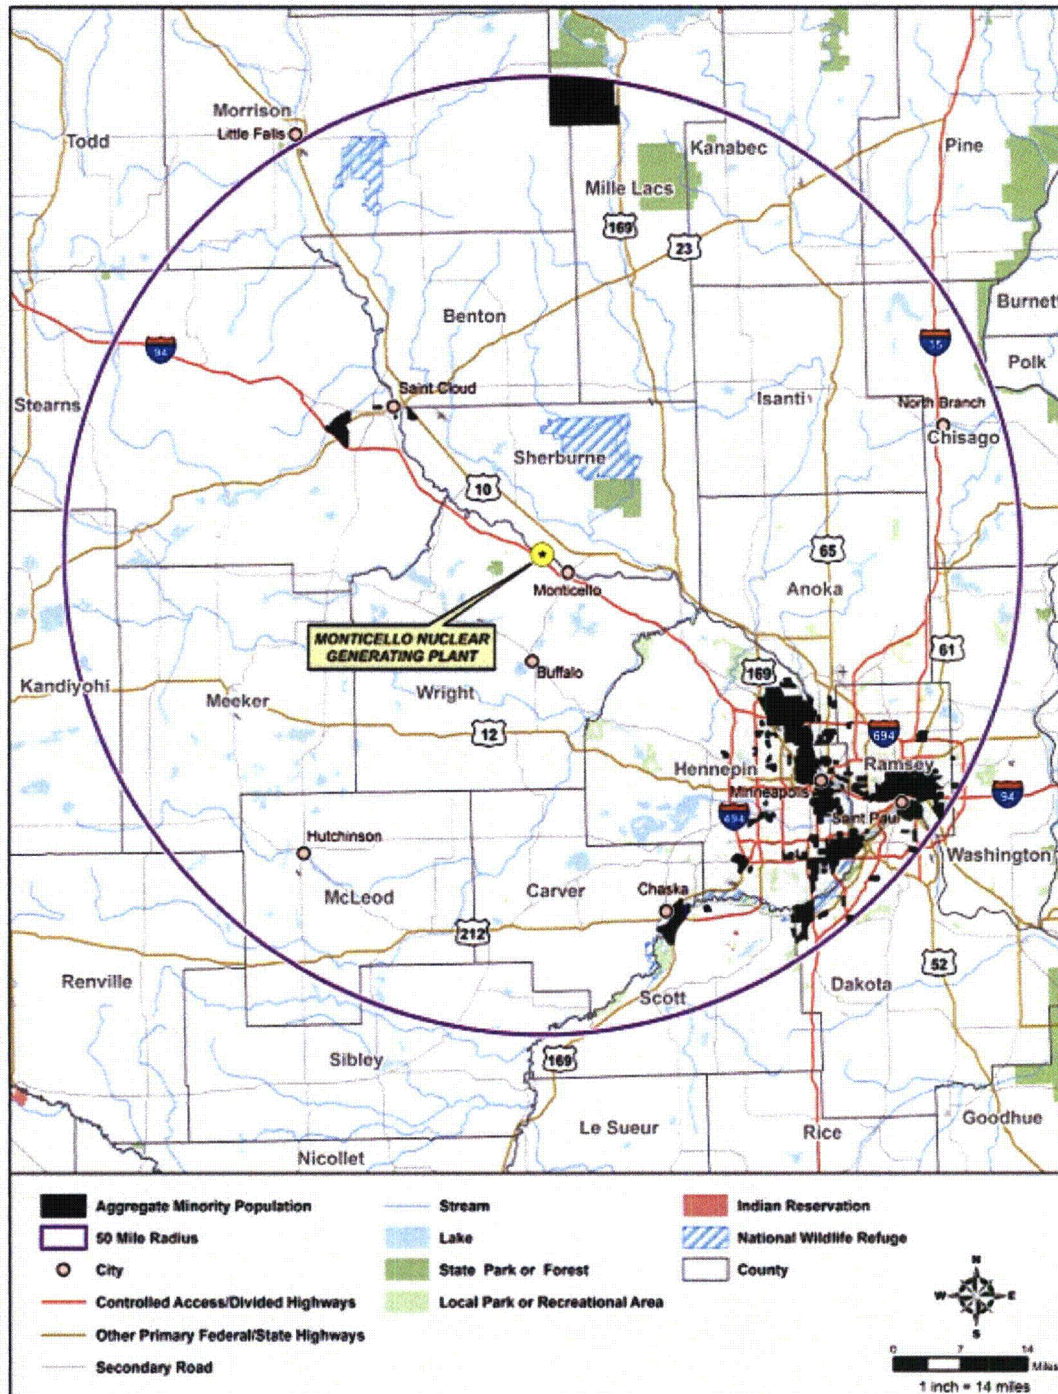 Morrison
Little Falls
Todd
Kanabec
Pine
Mille Lacs
169
23
Burnett
Benton
94
35
Polk
Saint Cloud
Stearns
Isanti
North Branch
Chisago
Sherburne
10
65
Anoka
Monticello
MONTICELLO NUCLEAR
GENERATING PLANT
61
Buffalo
169
Kandiyohi
Meeker
Wright
12
694
Hennepin
Ramsey
Minneapolis
94
494
Saint Paul
Hutchinson
Washington
McLeod
Carver
Chaska
212
52
Renville
Scott
Dakota
Sibley
169
Le Sueur
Rice
Goodhue
Nicollet
Aggregate Minority Population
Stream
Indian Reservation
50 Mile Radius
Lake
National Wildlife Refuge
City
State Park or Forest
County
Controlled Access/Divided Highways
Local Park or Recreational Area
Other Primary Federal/State Highways
Secondary Road
N
W E
S
0 7 14
Miles
1 inch = 14 miles